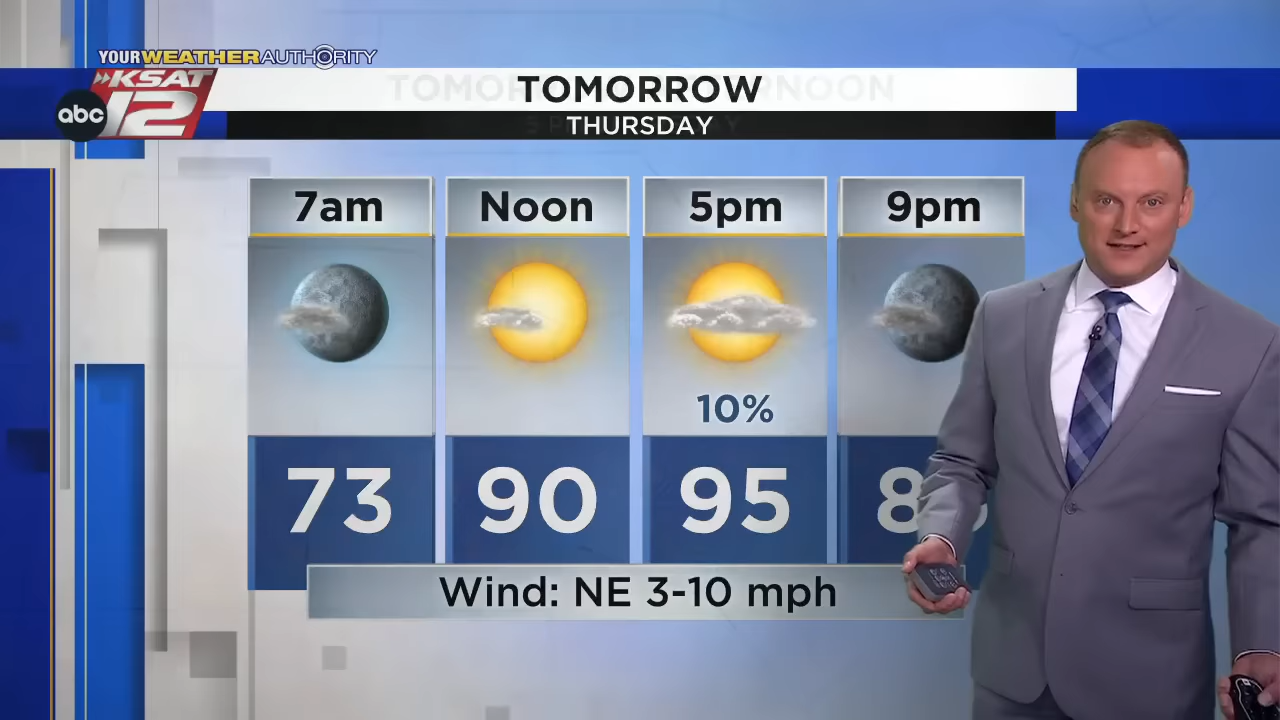 YOUR WEATHER AUTHORITY
KSAT
abc 12
TOMORROW
THURSDAY
7am Noon 5pm 9pm
10%
73 90 95
Wind: NE 3-10 mph